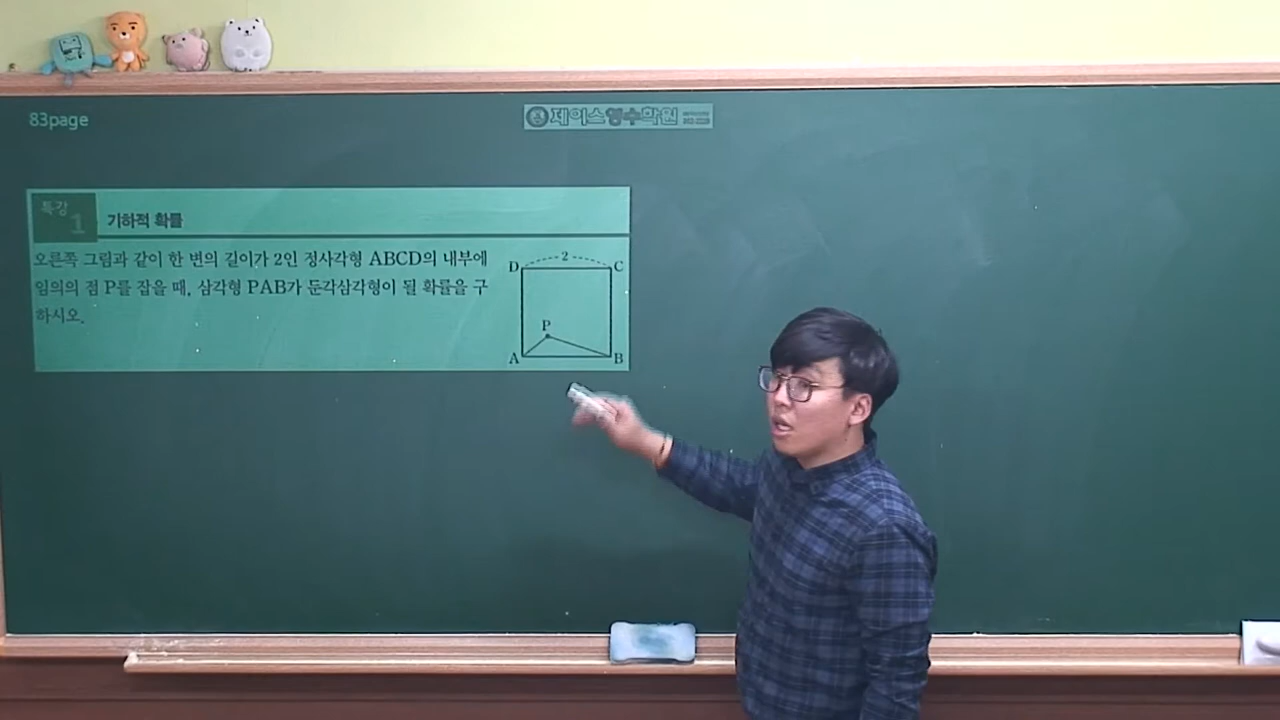 83page
제이스영수학원
특강
1
기하적 확률
오른쪽 그림과 같이 한 변의 길이가 2인 정사각형 ABCD의 내부에
임의의 점 P를 잡을 때, 삼각형 PAB가 둔각삼각형이 될 확률을 구
하시오.
2
D C
P
A B